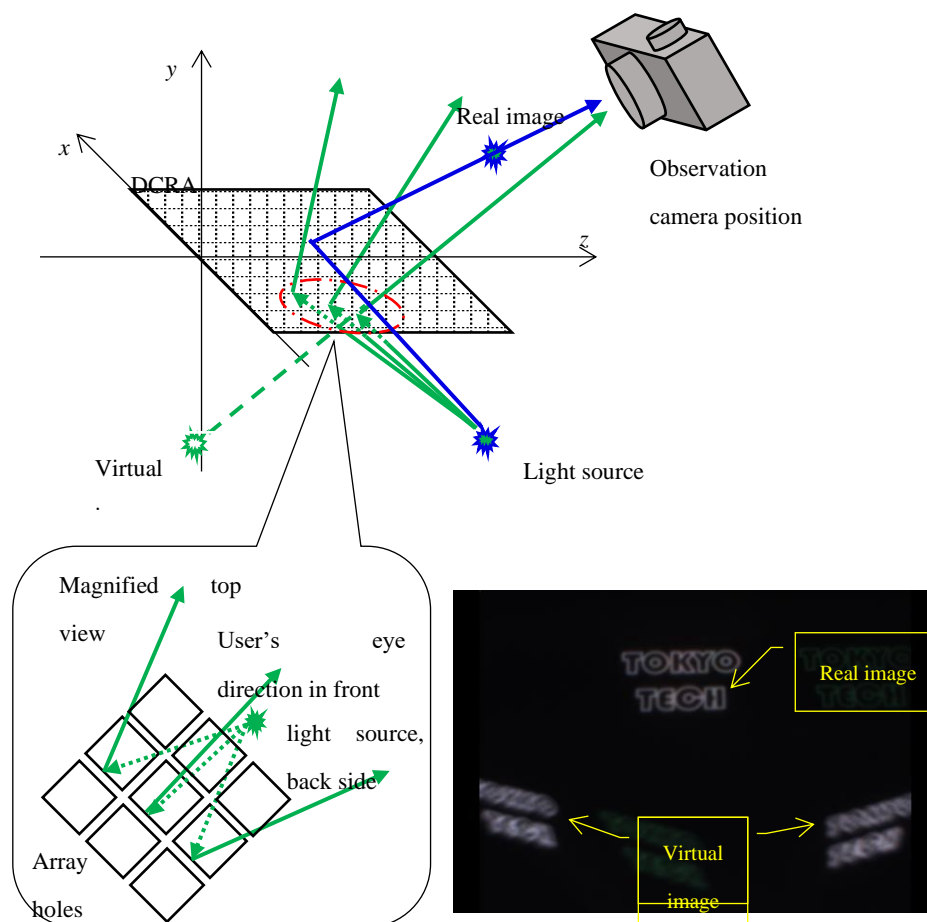 y
x
DCRA
Real image
Observation
camera position
z
Virtual
.
Light source
Magnified top
view
User's eye
direction in front
light source,
back side
Array
holes
TOKYO
TECH
Real image
Virtual
image